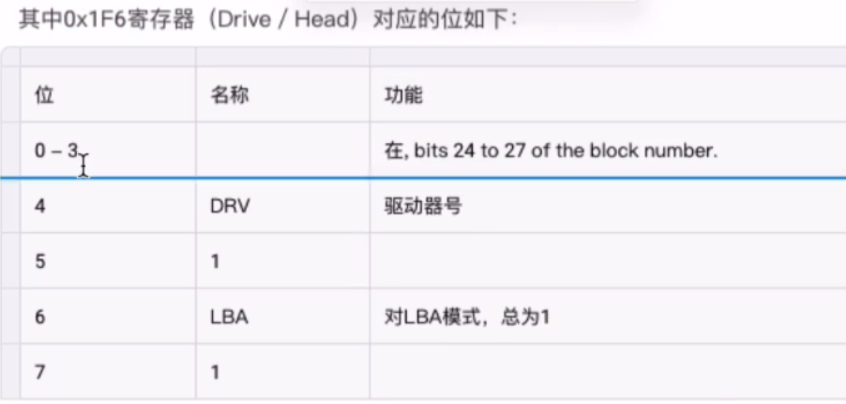 其中0x1F6寄存器（Drive / Head）对应的位如下：
位 名称 功能
0 – 3 在, bits 24 to 27 of the block number.
4 DRV 驱动器号
5 1
6 LBA 对LBA模式，总为1
7 1